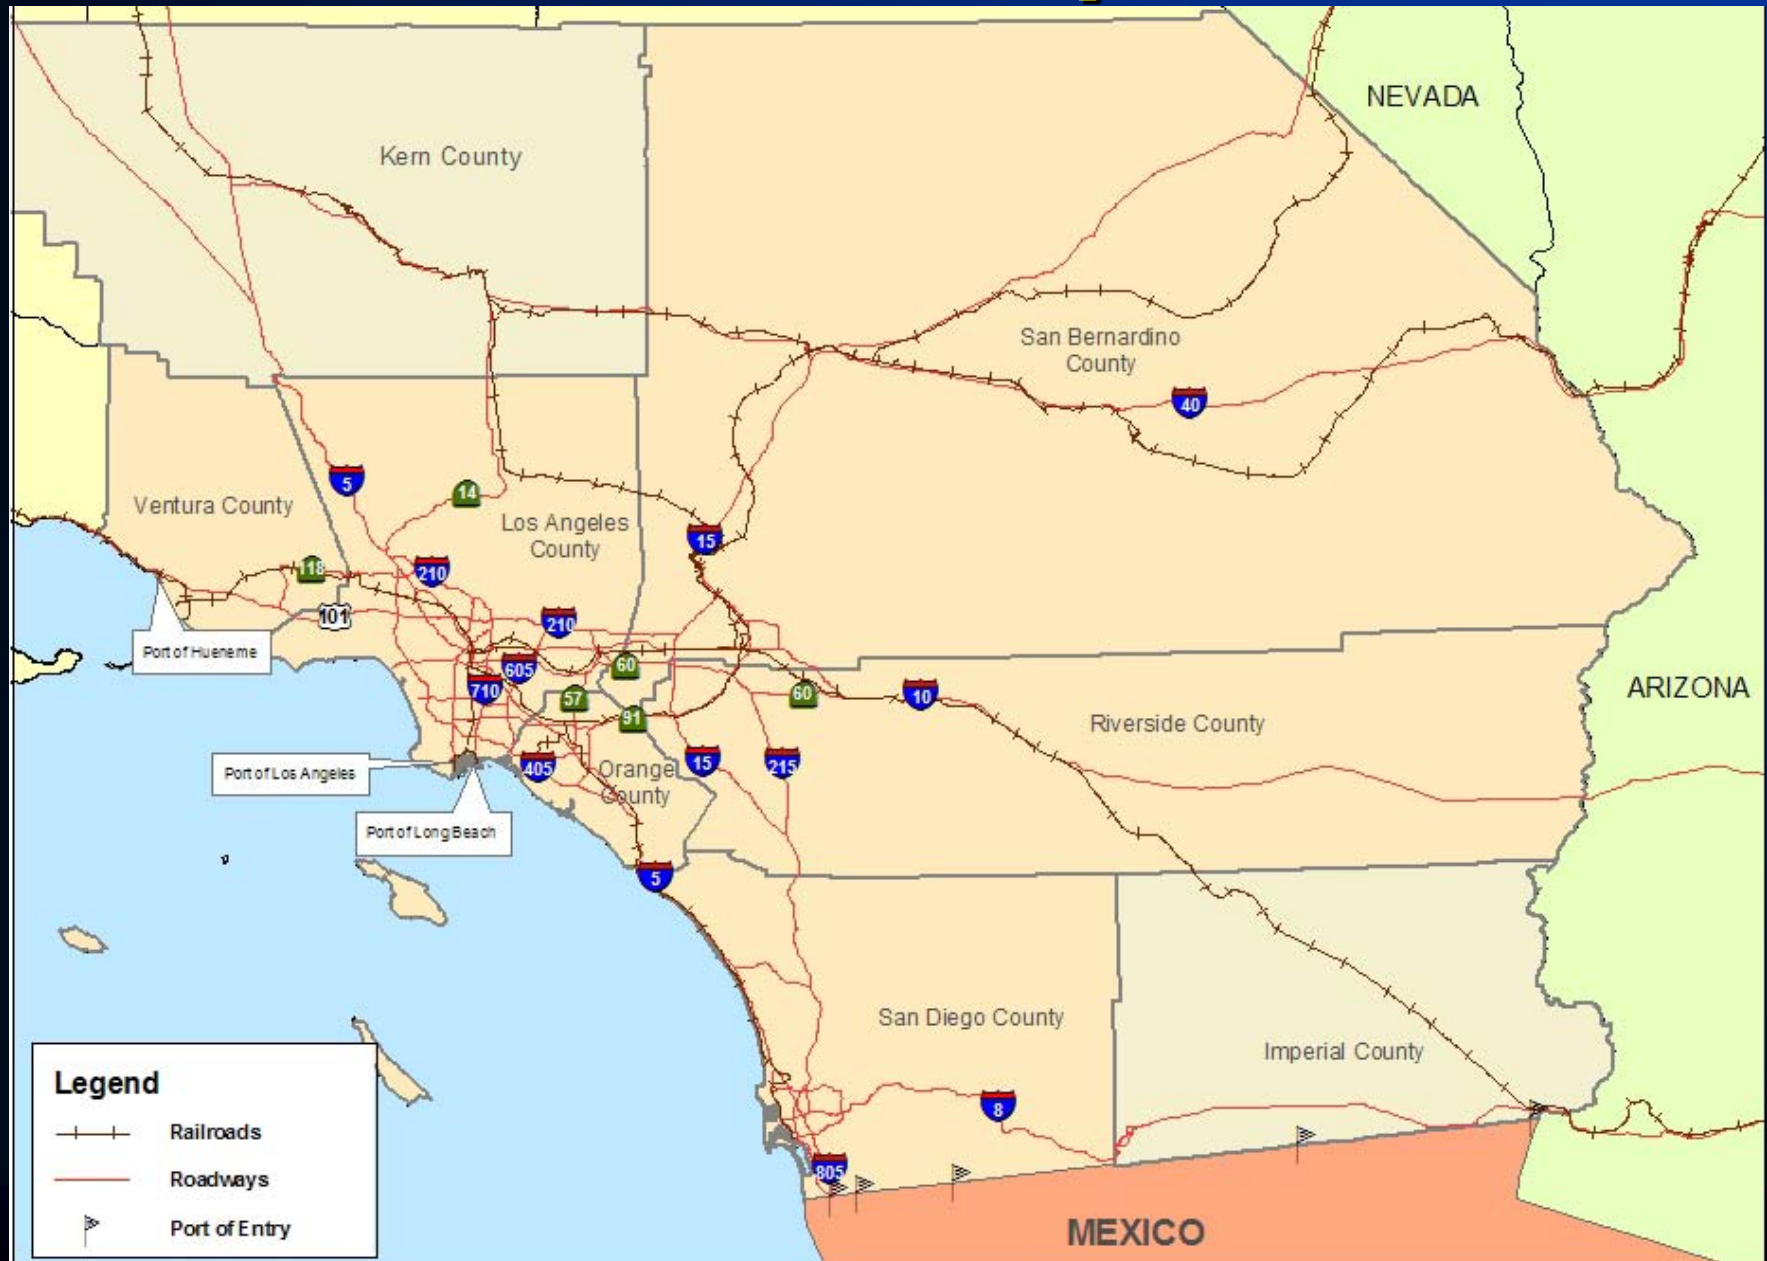 NEVADA
Kern County
San Bernardino
County
40
5
14
Ventura County
Los Angeles
County
15
118
210
101
210
Port of Hueneme
605
60
710
57
60
10
ARIZONA
91
Riverside County
Port of Los Angeles
405
Orange
County
15
215
Port of Long Beach
5
San Diego County
Imperial County
Legend
Railroads
Roadways
Port of Entry
8
805
MEXICO